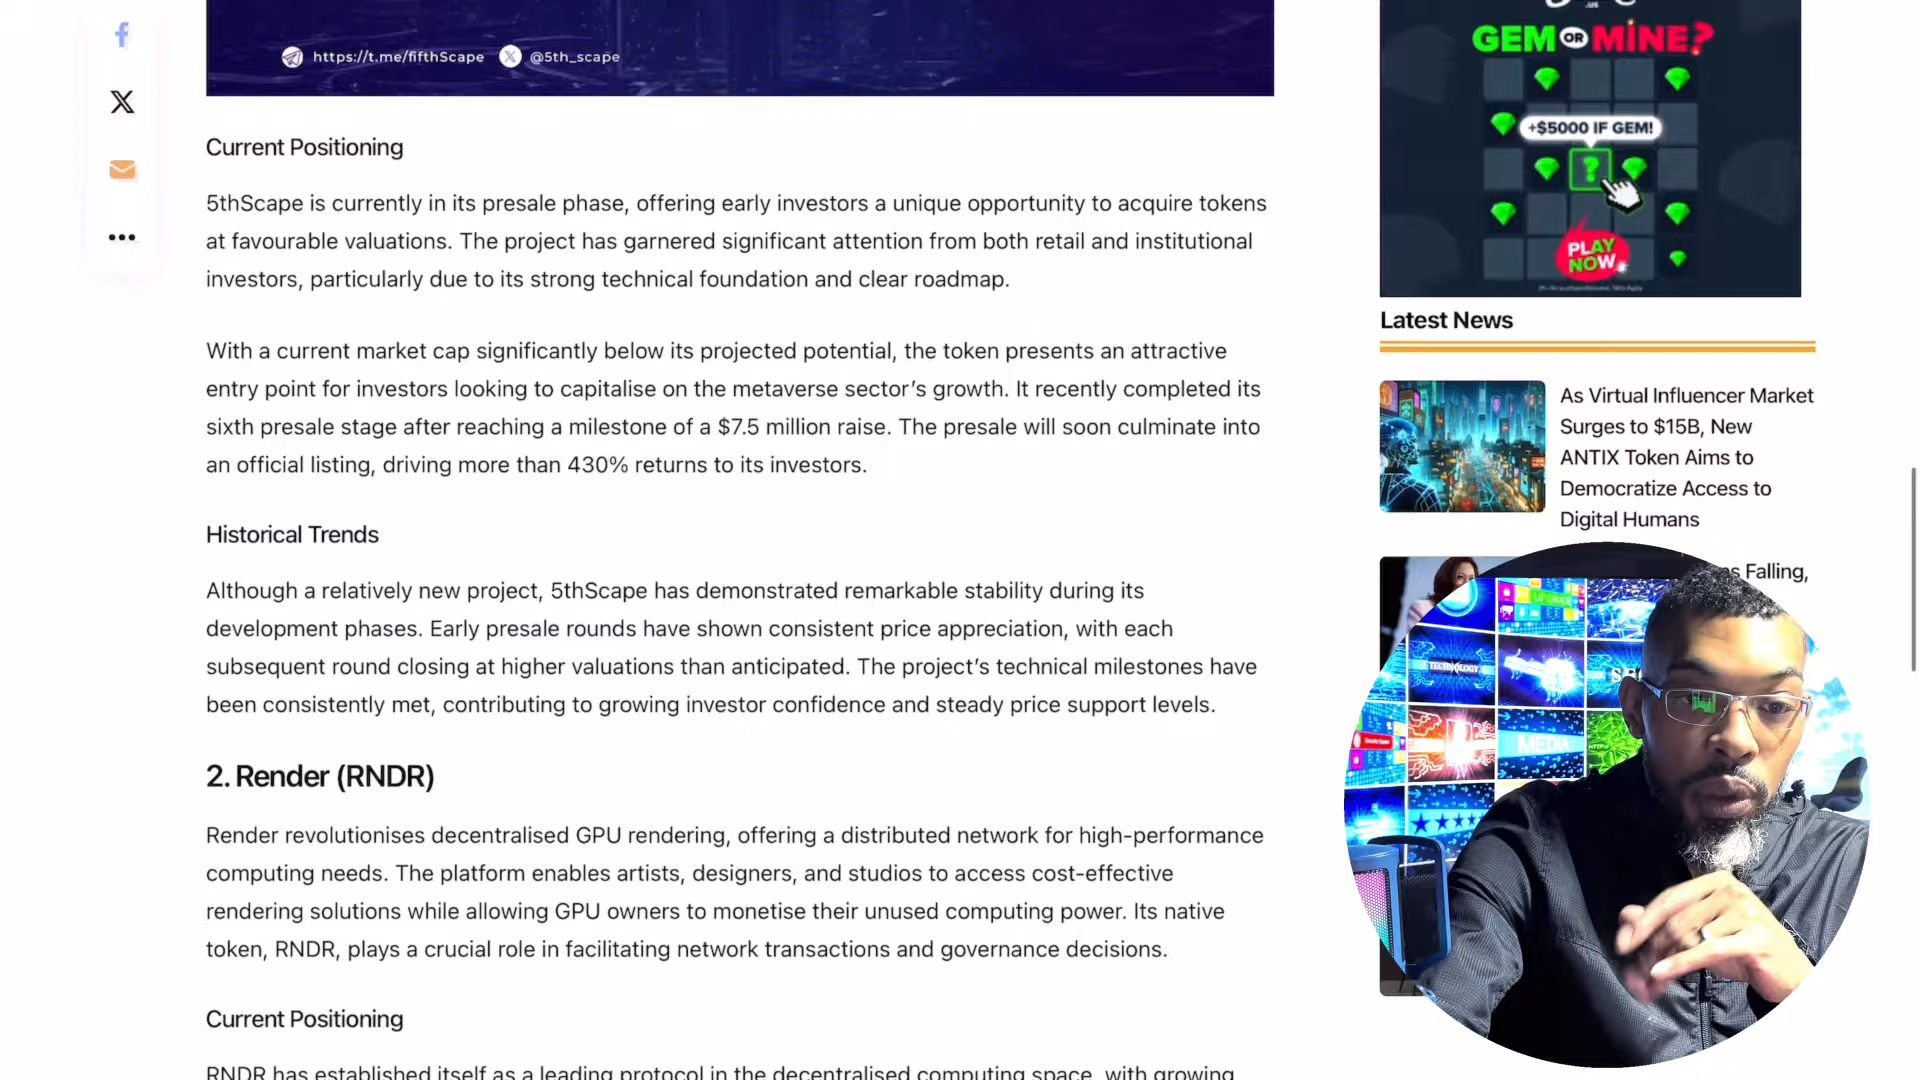 https://t.me/fifthScape @5th_scape
Current Positioning
5thScape is currently in its presale phase, offering early investors a unique opportunity to acquire tokens
at favourable valuations. The project has garnered significant attention from both retail and institutional
investors, particularly due to its strong technical foundation and clear roadmap.
With a current market cap significantly below its projected potential, the token presents an attractive
entry point for investors looking to capitalise on the metaverse sector’s growth. It recently completed its
sixth presale stage after reaching a milestone of a $7.5 million raise. The presale will soon culminate into
an official listing, driving more than 430% returns to its investors.
Historical Trends
Although a relatively new project, 5thScape has demonstrated remarkable stability during its
development phases. Early presale rounds have shown consistent price appreciation, with each
subsequent round closing at higher valuations than anticipated. The project’s technical milestones have
been consistently met, contributing to growing investor confidence and steady price support levels.
2. Render (RNDR)
Render revolutionises decentralised GPU rendering, offering a distributed network for high-performance
computing needs. The platform enables artists, designers, and studios to access cost-effective
rendering solutions while allowing GPU owners to monetise their unused computing power. Its native
token, RNDR, plays a crucial role in facilitating network transactions and governance decisions.
Current Positioning
RNDR has established itself as a leading protocol in the decentralised computing space, with growing
GEM OR MINE?
+$5000 IF GEM!
?
PLAY
NOW
Latest News
As Virtual Influencer Market
Surges to $15B, New
ANTIX Token Aims to
Democratize Access to
Digital Humans
Falling,
UPGRADE
TECHNOLOGY
MEDIA